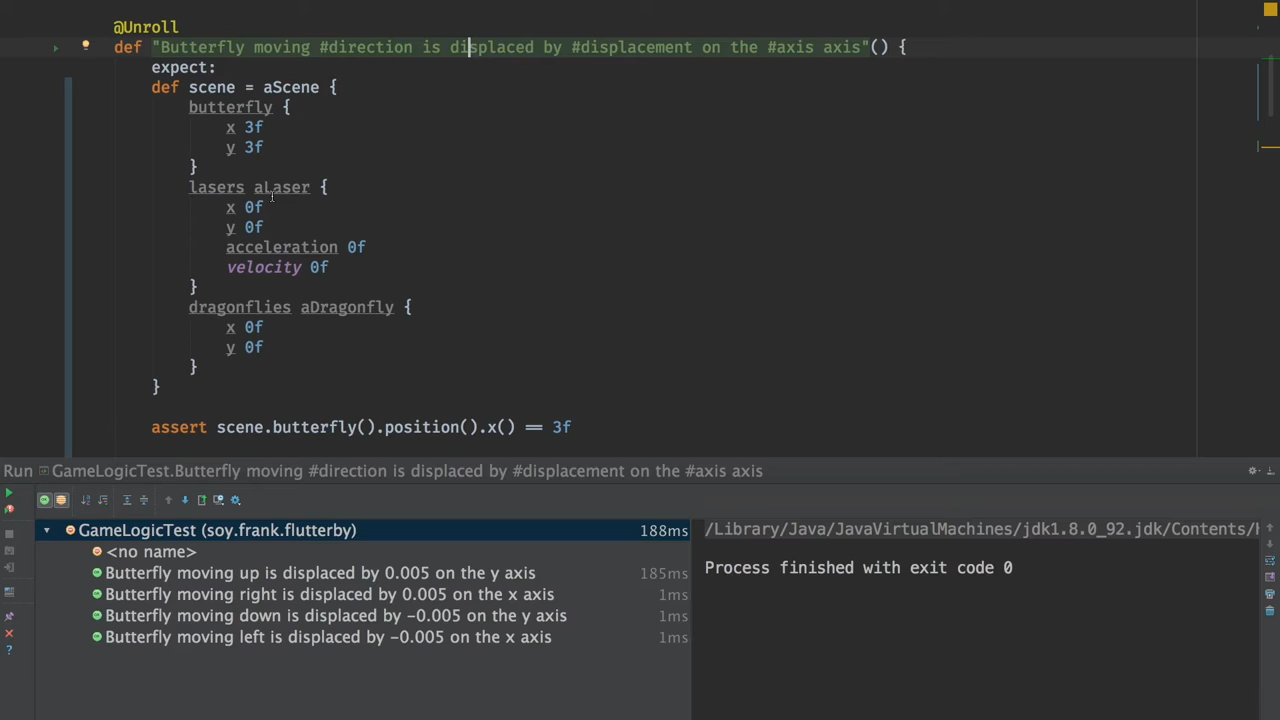 @Unroll
def "Butterfly moving #direction is displaced by #displacement on the #axis axis"() {
expect:
def scene = aScene {
butterfly {
x 3f
y 3f
}
lasers aLaser {
x 0f
y 0f
acceleration 0f
velocity 0f
}
dragonflies aDragonfly {
x 0f
y 0f
}
}
assert scene.butterfly().position().x() == 3f
Run GameLogicTest.Butterfly moving #direction is displaced by #displacement on the #axis axis
GameLogicTest (soy.frank.flutterby) 188ms
<no name>
Butterfly moving up is displaced by 0.005 on the y axis 185ms
Butterfly moving right is displaced by 0.005 on the x axis 1ms
Butterfly moving down is displaced by -0.005 on the y axis 1ms
Butterfly moving left is displaced by -0.005 on the x axis 1ms
/Library/Java/JavaVirtualMachines/jdk1.8.0_92.jdk/Contents/
Process finished with exit code 0